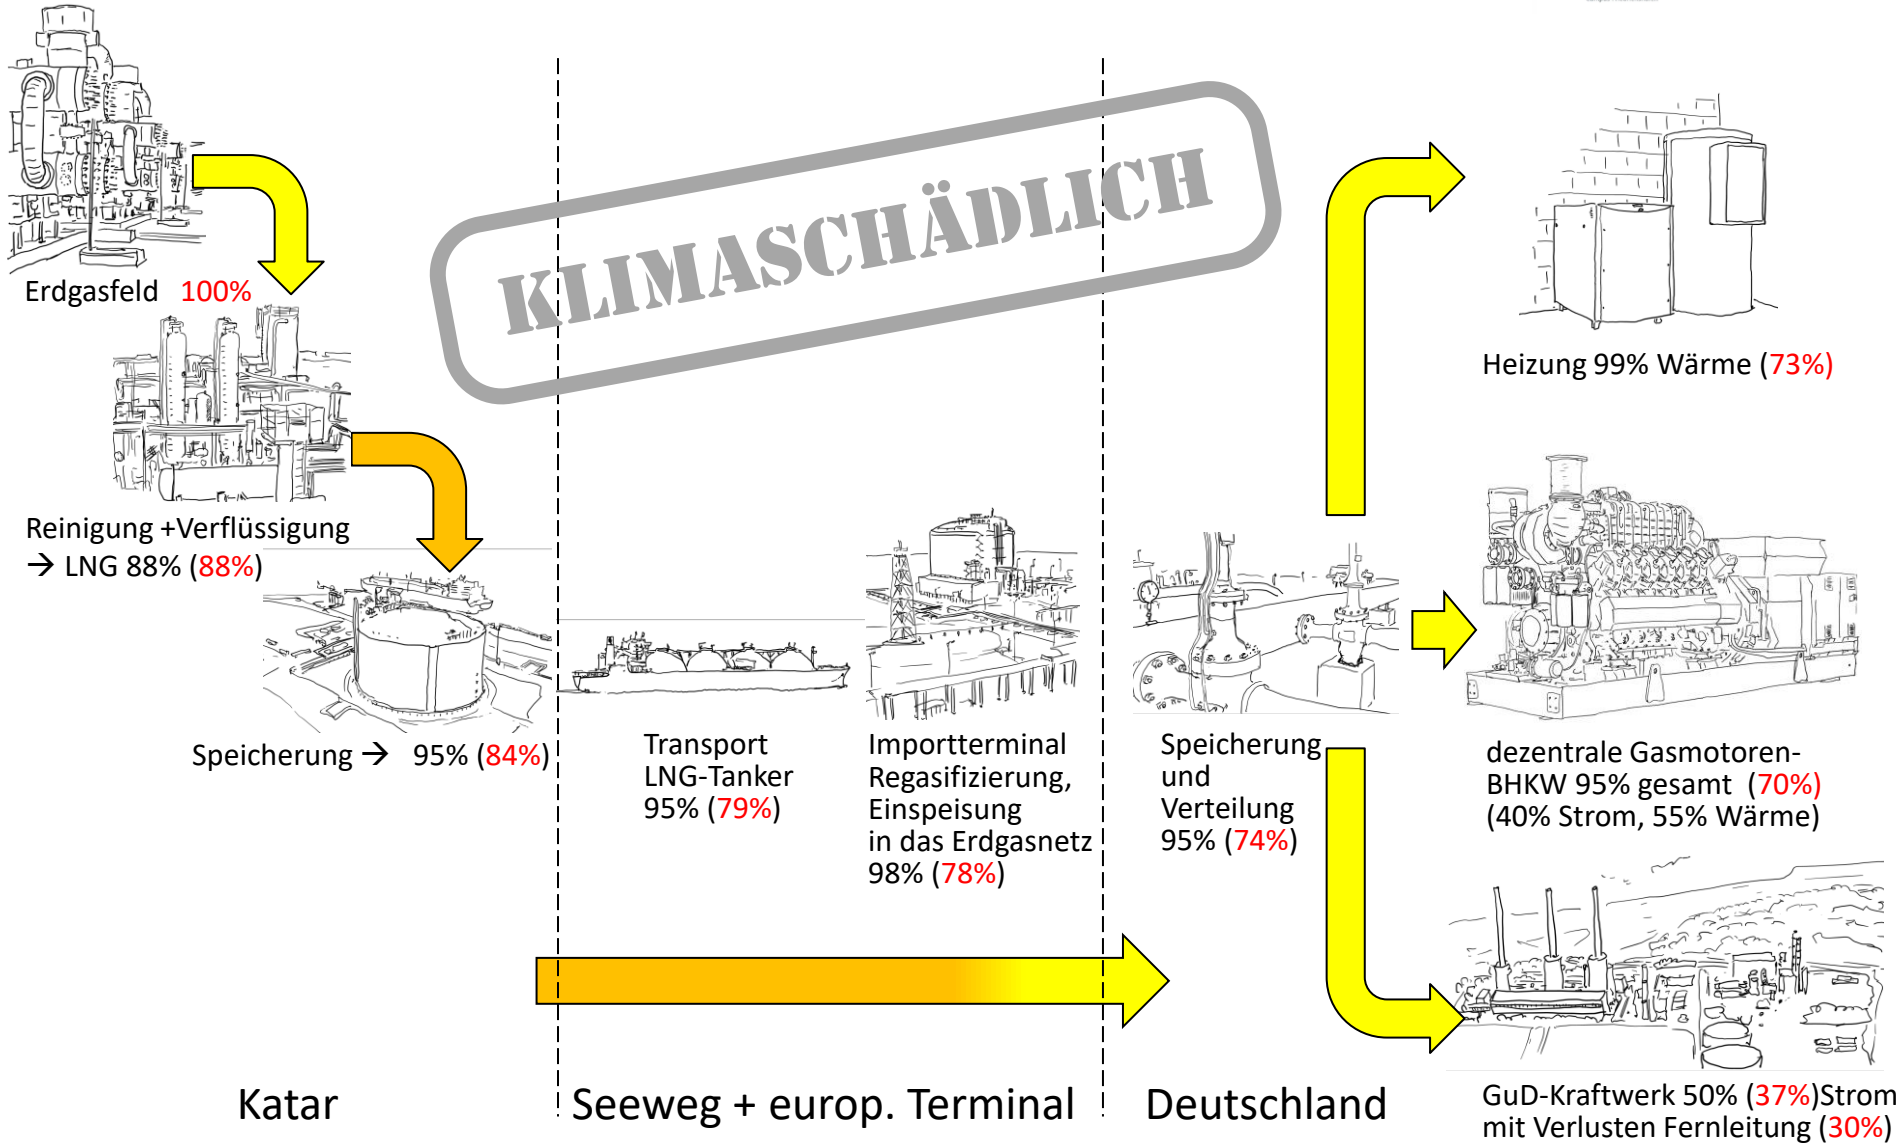 KLIMASCHÄDLICH
Erdgasfeld 100%
Reinigung +Verflüssigung
→ LNG 88% (88%)
Speicherung → 95% (84%)
Transport
LNG-Tanker
95% (79%)
Importterminal
Regasifizierung,
Einspeisung
in das Erdgasnetz
98% (78%)
Speicherung
und
Verteilung
95% (74%)
Heizung 99% Wärme (73%)
dezentrale Gasmotoren-
BHKW 95% gesamt (70%)
(40% Strom, 55% Wärme)
GuD-Kraftwerk 50% (37%)Strom
mit Verlusten Fernleitung (30%)
Katar
Seeweg + europ. Terminal
Deutschland